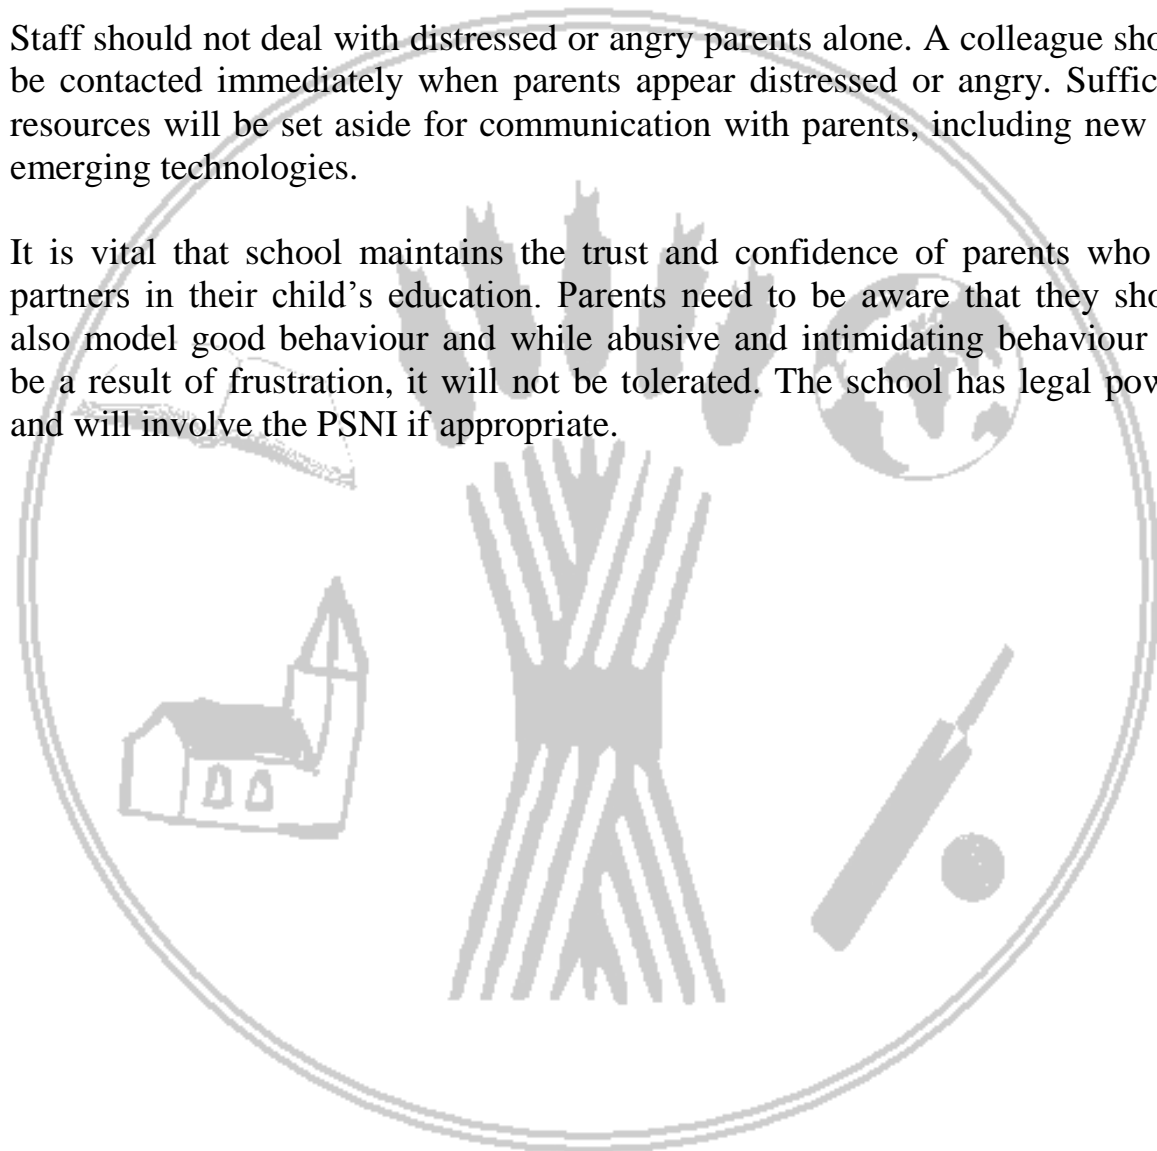 Staff should not deal with distressed or angry parents alone. A colleague sho
be contacted immediately when parents appear distressed or angry. Suffic
resources will be set aside for communication with parents, including new
emerging technologies.
It is vital that school maintains the trust and confidence of parents who
partners in their child’s education. Parents need to be aware that they sho
also model good behaviour and while abusive and intimidating behaviour
be a result of frustration, it will not be tolerated. The school has legal pow
and will involve the PSNI if appropriate.